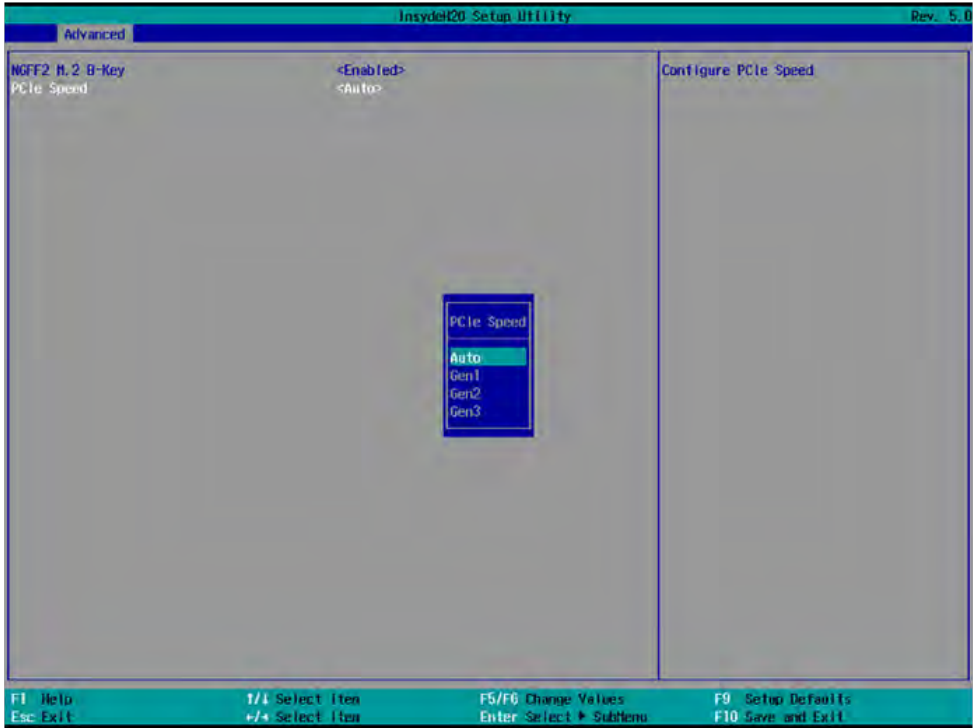 InsydeH20 Setup Utility Rev. 5.0
Advanced
NGFF2 M.2 B-Key <Enabled> Configure PCIe Speed
PCIe Speed <Auto>
PCIe Speed
Auto
Gen1
Gen2
Gen3
F1 Help ↑/↓ Select Item F5/F6 Change Values F9 Setup Defaults
Esc Exit ←/→ Select Item Enter Select ▶ SubMenu F10 Save and Exit